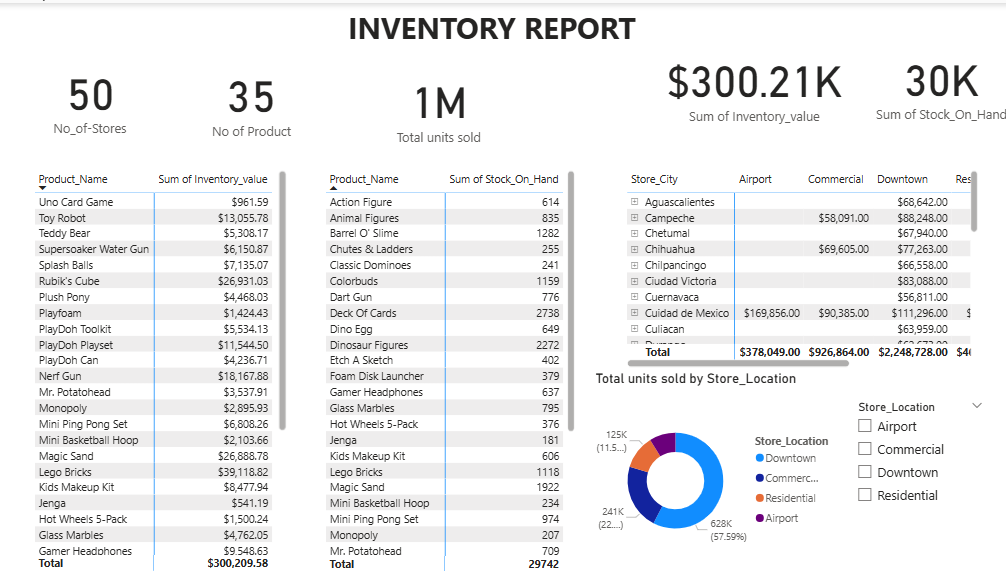 INVENTORY REPORT
50
No_of-Stores
35
No of Product
1M
Total units sold
$300.21K
Sum of Inventory_value
30K
Sum of Stock_On_Hand
Product_Name Sum of Inventory_value
Uno Card Game $961.59
Toy Robot $13,055.78
Teddy Bear $5,308.17
Supersoaker Water Gun $6,150.87
Splash Balls $7,135.07
Rubik's Cube $26,931.03
Plush Pony $4,468.03
Playfoam $1,424.43
PlayDoh Toolkit $5,534.13
PlayDoh Playset $11,544.50
PlayDoh Can $4,236.71
Nerf Gun $18,167.88
Mr. Potatohead $3,537.91
Monopoly $2,895.93
Mini Ping Pong Set $6,808.26
Mini Basketball Hoop $2,103.66
Magic Sand $26,888.78
Lego Bricks $39,118.82
Kids Makeup Kit $8,477.94
Jenga $541.19
Hot Wheels 5-Pack $1,500.24
Glass Marbles $4,762.05
Gamer Headphones $9,548.63
Total $300,209.58
Product_Name Sum of Stock_On_Hand
Action Figure 614
Animal Figures 835
Barrel O' Slime 1282
Chutes & Ladders 255
Classic Dominoes 241
Colorbuds 1159
Dart Gun 776
Deck Of Cards 2738
Dino Egg 649
Dinosaur Figures 2272
Etch A Sketch 402
Foam Disk Launcher 379
Gamer Headphones 637
Glass Marbles 795
Hot Wheels 5-Pack 376
Jenga 181
Kids Makeup Kit 606
Lego Bricks 1118
Magic Sand 1922
Mini Basketball Hoop 234
Mini Ping Pong Set 974
Monopoly 207
Mr. Potatohead 709
Total 29742
Store_City Airport Commercial Downtown Res
Aguascalientes $68,642.00
Campeche $58,091.00 $88,248.00
Chetumal $67,940.00
Chihuahua $69,605.00 $77,263.00
Chilpancingo $66,558.00
Ciudad Victoria $83,088.00
Cuernavaca $56,811.00
Cuidad de Mexico $169,856.00 $90,385.00 $111,296.00 $
Culiacan $63,959.00
Total $378,049.00 $926,864.00 $2,248,728.00
Total units sold by Store_Location
125K
(11.5...)
241K
(22....)
628K
(57.59%)
Store_Location
Downtown
Commerc...
Residential
Airport
Store_Location
Airport
Commercial
Downtown
Residential